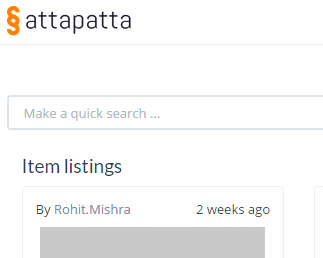 § attapatta
Make a quick search ...
Item listings
By Rohit.Mishra 2 weeks ago